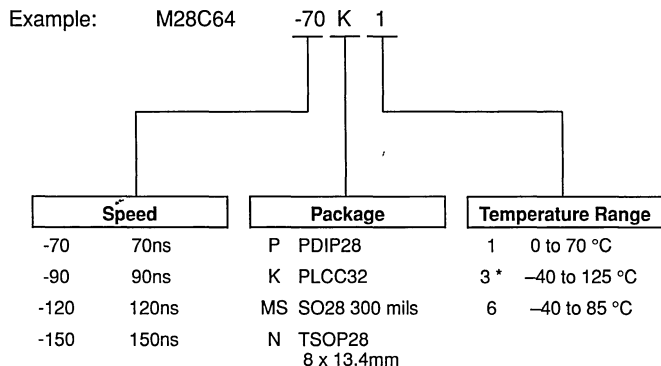 Example: M28C64 -70 K 1
Speed
-70 70ns
-90 90ns
-120 120ns
-150 150ns
Package
P PDIP28
K PLCC32
MS SO28 300 mils
N TSOP28
8 x 13.4mm
Temperature Range
1 0 to 70 °C
3 * –40 to 125 °C
6 –40 to 85 °C